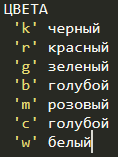 ЦВЕТА
'k' черный
'r' красный
'g' зеленый
'b' голубой
'm' розовый
'c' голубой
'w' белый